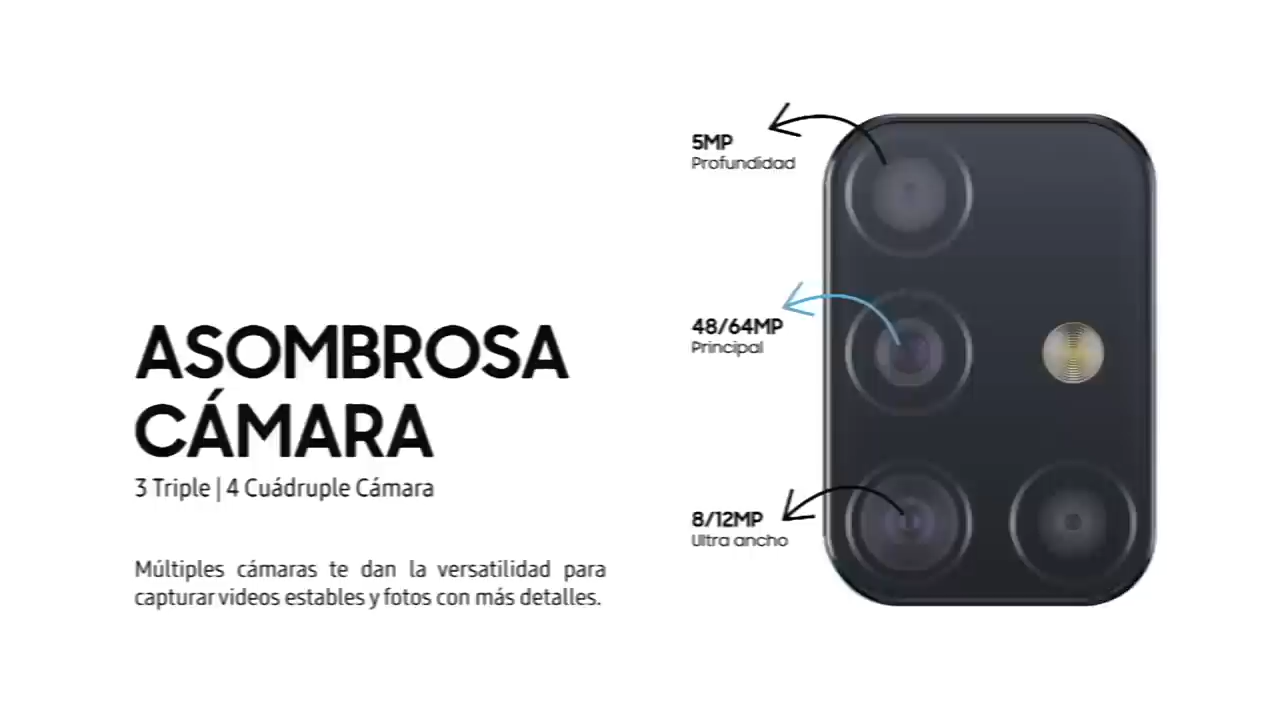 ASOMBROSA
CÁMARA
3 Triple | 4 Cuádruple Cámara
Múltiples cámaras te dan la versatilidad para
capturar videos estables y fotos con más detalles.
5MP
Profundidad
48/64MP
Principal
8/12MP
Ultra ancho